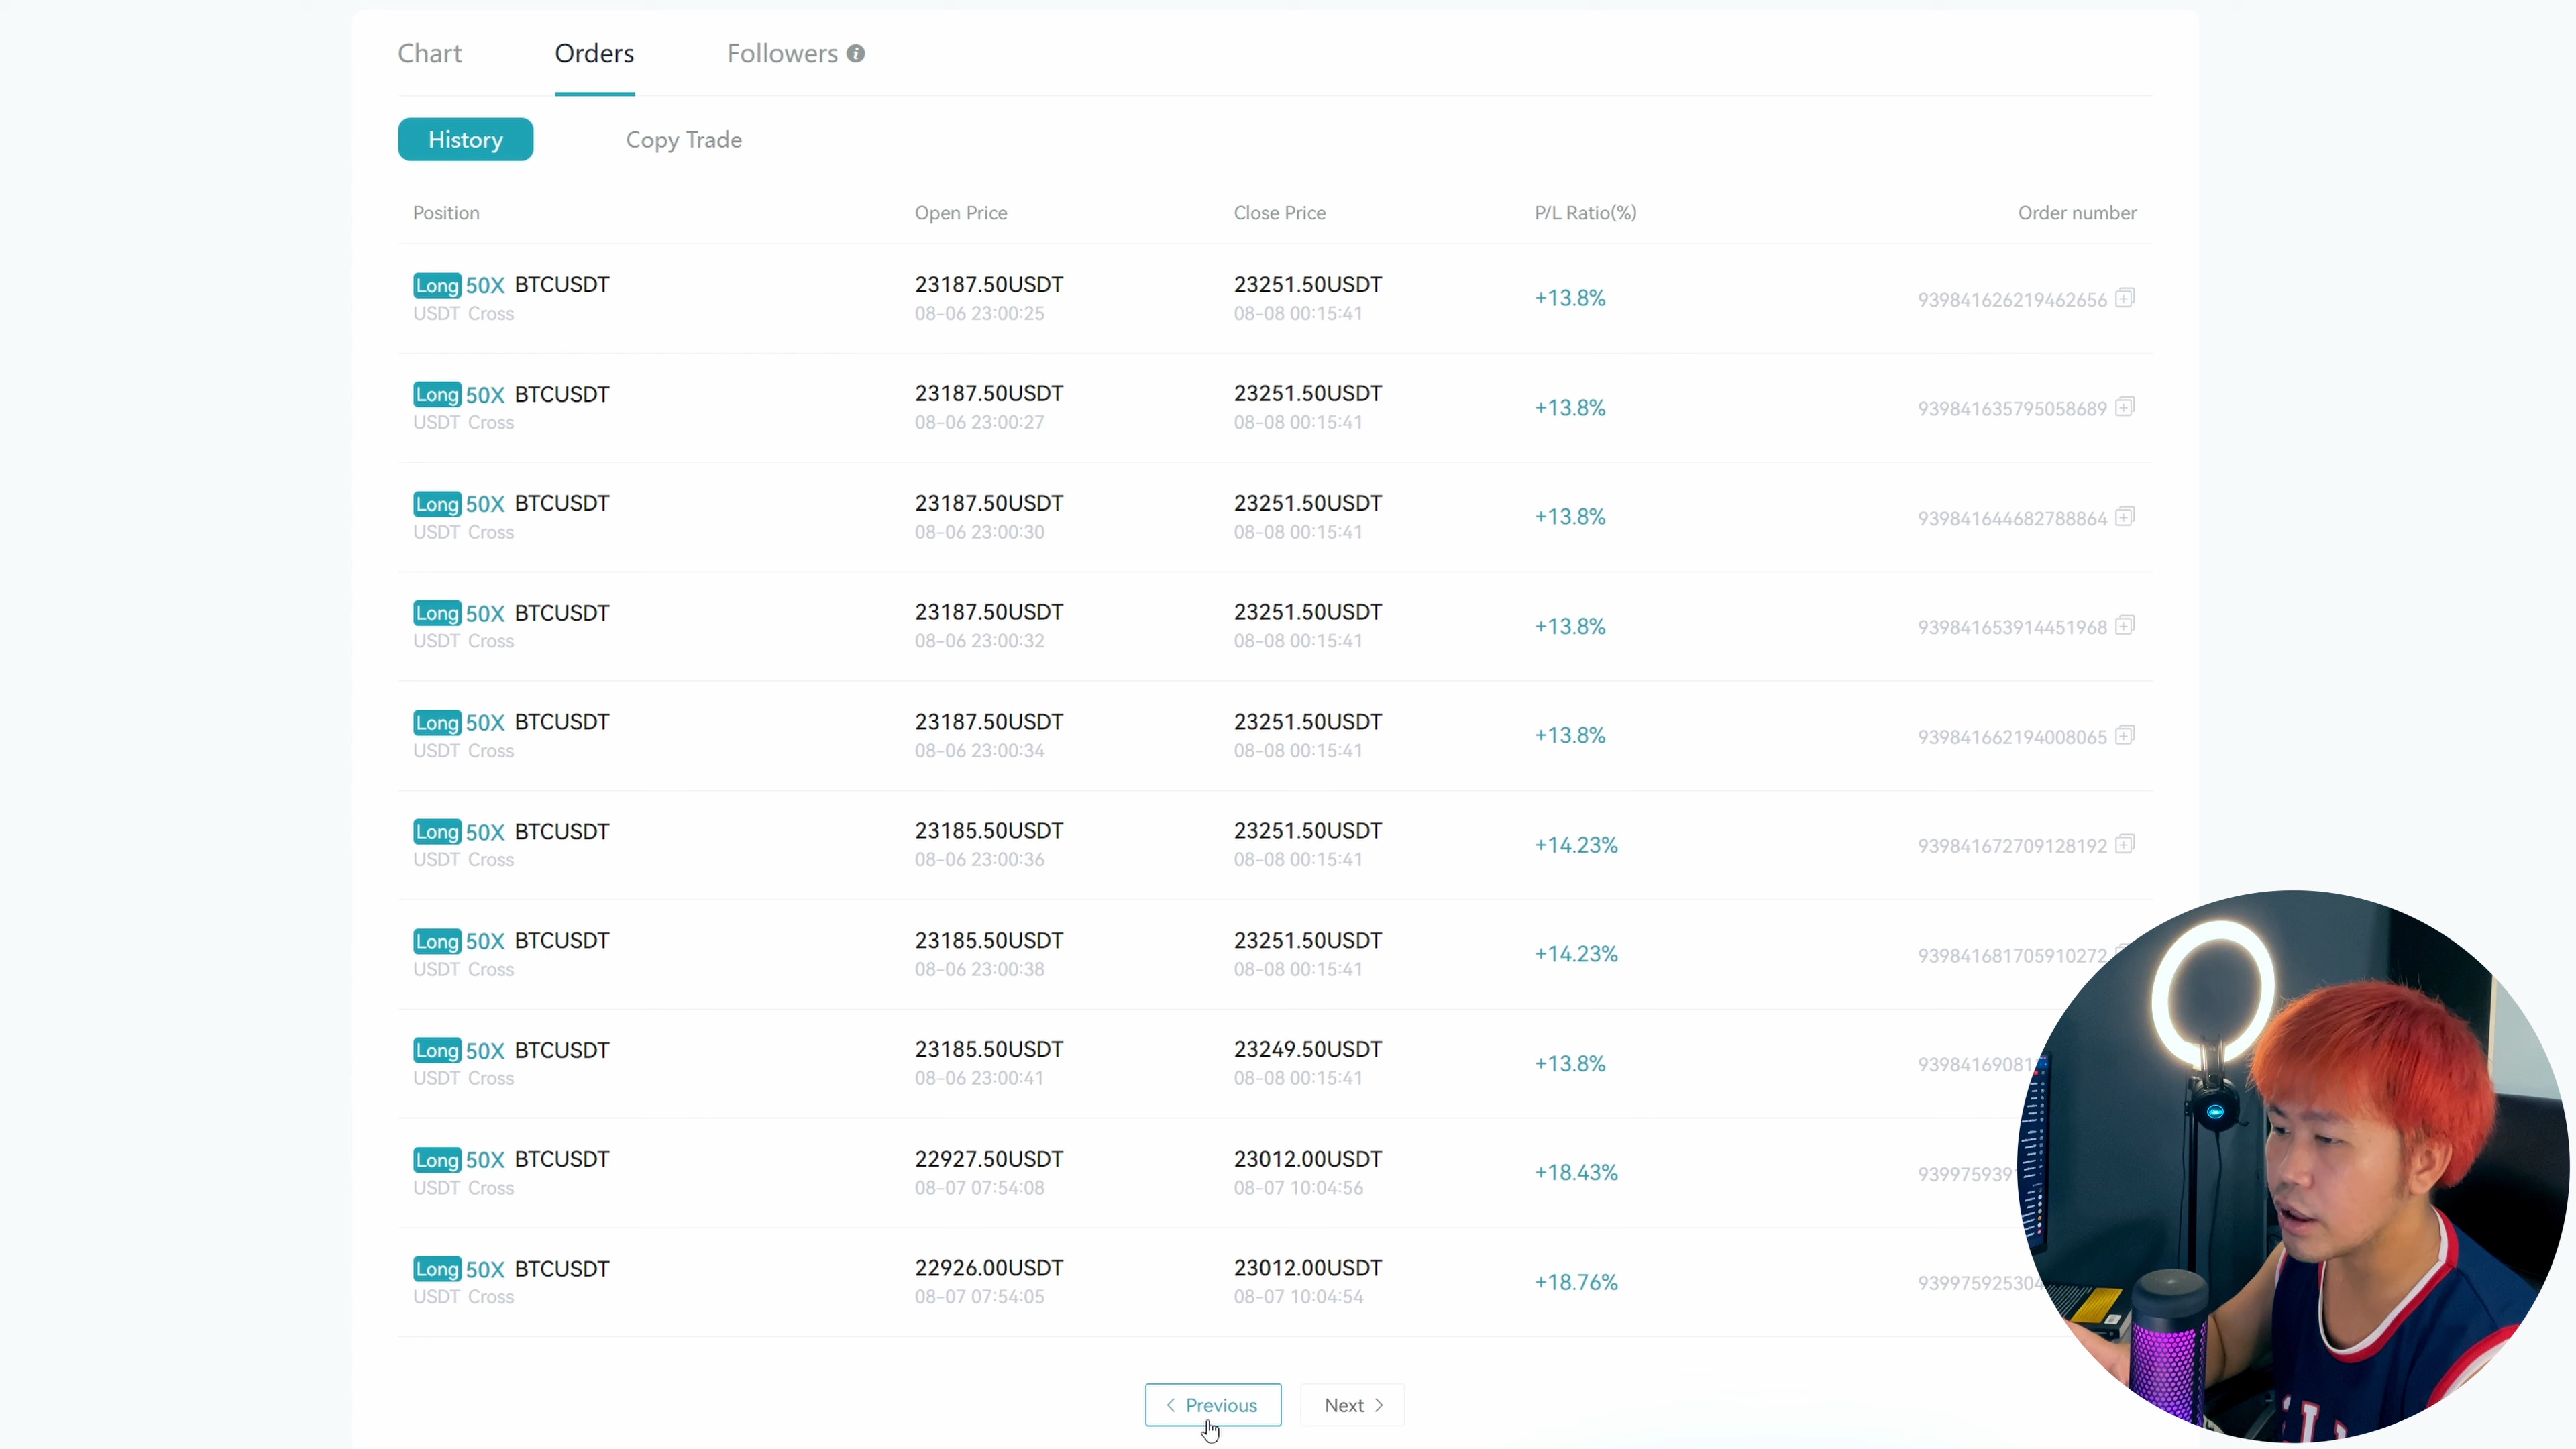 Chart Orders Followers
History Copy Trade
Position Open Price Close Price P/L Ratio(%) Order number
Long 50X BTCUSDT 23187.50USDT 23251.50USDT +13.8% 939841626219462656
USDT Cross 08-06 23:00:25 08-08 00:15:41
Long 50X BTCUSDT 23187.50USDT 23251.50USDT +13.8% 939841635795058689
USDT Cross 08-06 23:00:27 08-08 00:15:41
Long 50X BTCUSDT 23187.50USDT 23251.50USDT +13.8% 939841644682788864
USDT Cross 08-06 23:00:30 08-08 00:15:41
Long 50X BTCUSDT 23187.50USDT 23251.50USDT +13.8% 939841653914451968
USDT Cross 08-06 23:00:32 08-08 00:15:41
Long 50X BTCUSDT 23187.50USDT 23251.50USDT +13.8% 939841662194008065
USDT Cross 08-06 23:00:34 08-08 00:15:41
Long 50X BTCUSDT 23185.50USDT 23251.50USDT +14.23% 939841672709128192
USDT Cross 08-06 23:00:36 08-08 00:15:41
Long 50X BTCUSDT 23185.50USDT 23251.50USDT +14.23% 939841681705910272
USDT Cross 08-06 23:00:38 08-08 00:15:41
Long 50X BTCUSDT 23185.50USDT 23249.50USDT +13.8% 93984169081
USDT Cross 08-06 23:00:41 08-08 00:15:41
Long 50X BTCUSDT 22927.50USDT 23012.00USDT +18.43% 939975939
USDT Cross 08-07 07:54:08 08-07 10:04:56
Long 50X BTCUSDT 22926.00USDT 23012.00USDT +18.76% 939975925304
USDT Cross 08-07 07:54:05 08-07 10:04:54
Previous Next